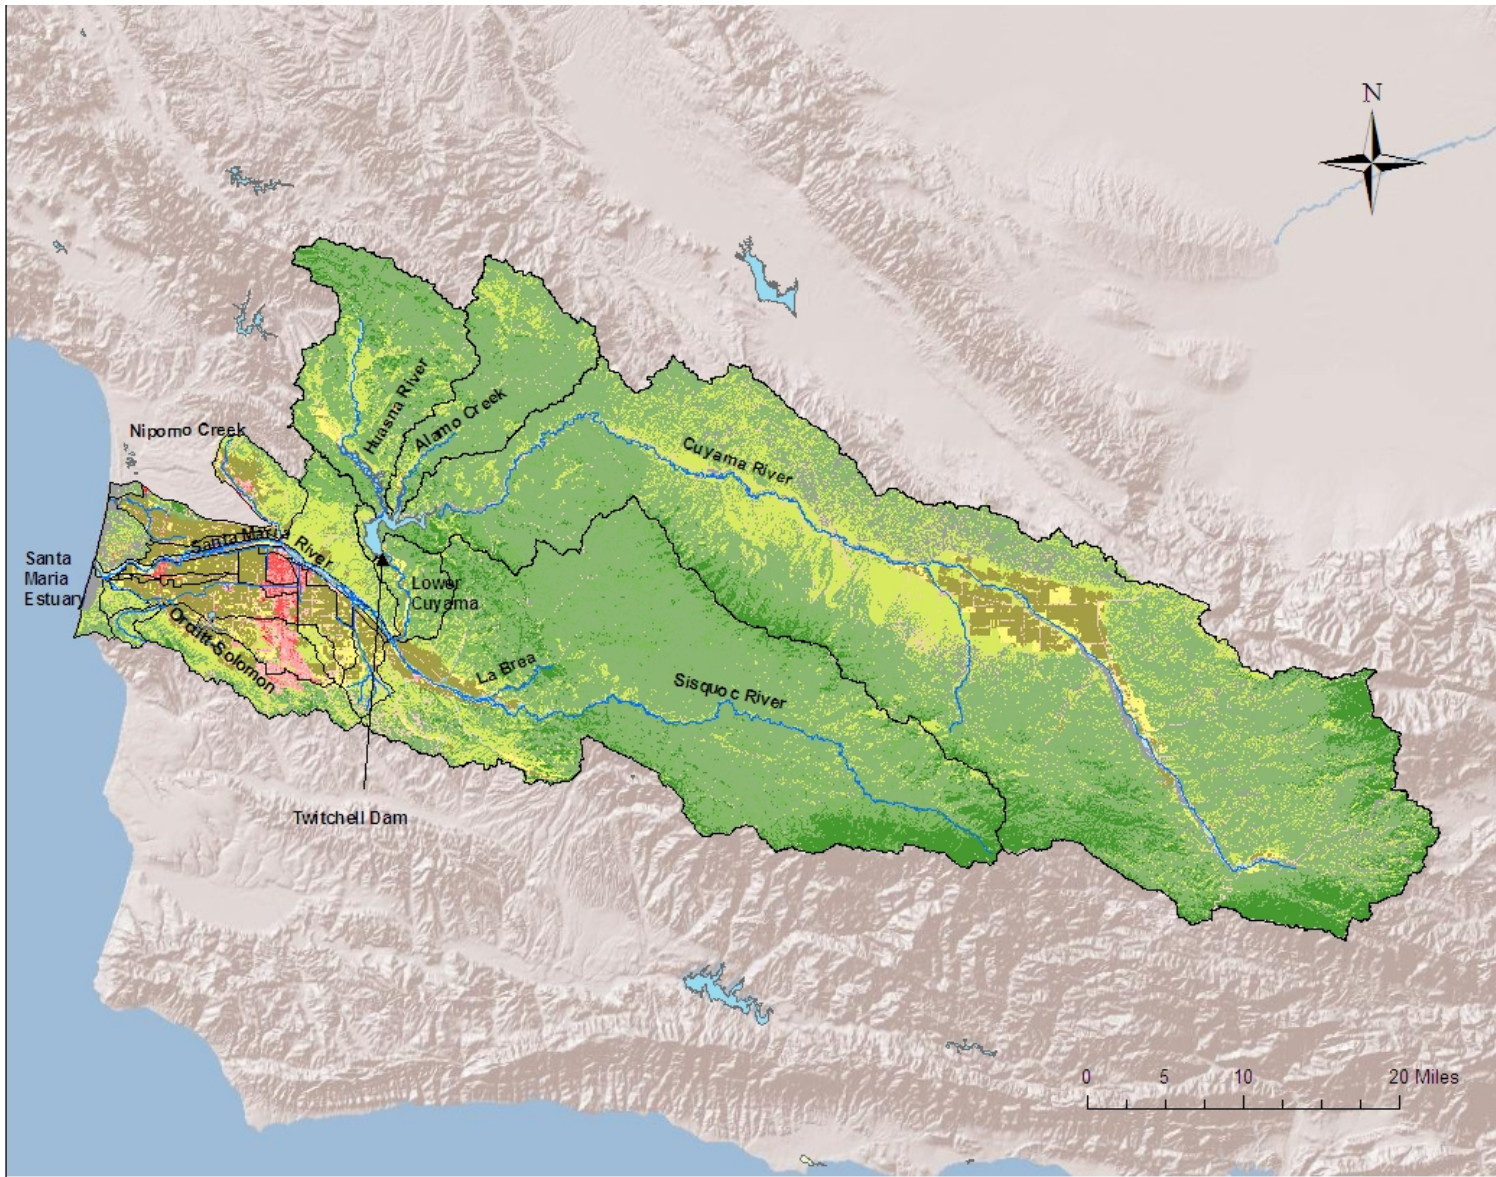 N
Huasna River
Alamo Creek
Nipomo Creek
Cuyama River
Santa Maria River
Santa
Maria
Estuary
Lower
Cuyama
Orcutt-Solomon
La Brea
Sisquoc River
Twitchell Dam
0 5 10 20 Miles